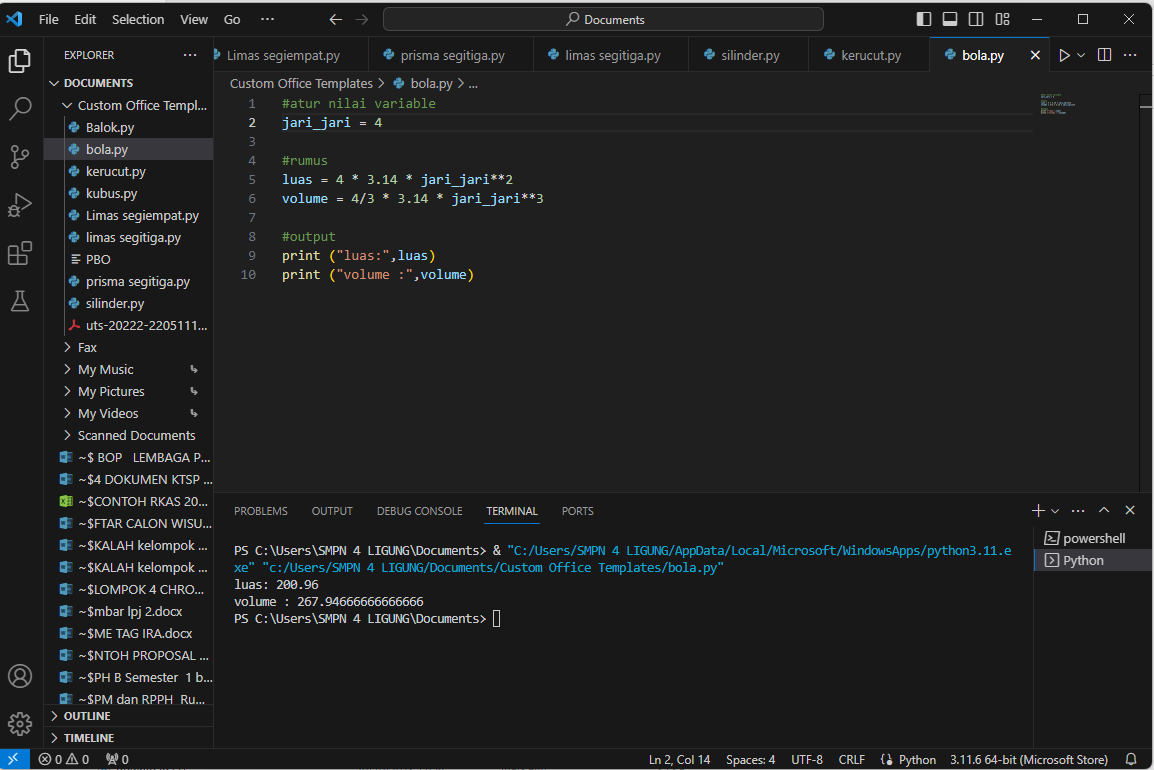 File Edit Selection View Go ··· Documents
EXPLORER ···
Limas segiempat.py prisma segitiga.py limas segitiga.py silinder.py kerucut.py bola.py
DOCUMENTS
Custom Office Templ...
Balok.py
bola.py
kerucut.py
kubus.py
Limas segiempat.py
limas segitiga.py
PBO
prisma segitiga.py
silinder.py
uts-20222-2205111...
Fax
My Music
My Pictures
My Videos
Scanned Documents
~$ BOP LEMBAGA P...
~$4 DOKUMEN KTSP ...
~$CONTOH RKAS 20...
~$FTAR CALON WISU...
~$KALAH kelompok ...
~$KALAH kelompok ...
~$LOMPOK 4 CHRO...
~$mbar lpj 2.docx
~$ME TAG IRA.docx
~$NTOH PROPOSAL ...
~$PH B Semester 1 b...
~$PM dan RPPH Ru...
OUTLINE
TIMELINE
Custom Office Templates > bola.py > ...
1 #atur nilai variable
2 jari_jari = 4
3
4 #rumus
5 luas = 4 * 3.14 * jari_jari**2
6 volume = 4/3 * 3.14 * jari_jari**3
7
8 #output
9 print ("luas:",luas)
10 print ("volume :",volume)
PROBLEMS OUTPUT DEBUG CONSOLE TERMINAL PORTS
PS C:\Users\SMPN 4 LIGUNG\Documents> & "C:/Users/SMPN 4 LIGUNG/AppData/Local/Microsoft/WindowsApps/python3.11.e
xe" "c:/Users/SMPN 4 LIGUNG/Documents/Custom Office Templates/bola.py"
luas: 200.96
volume : 267.94666666666666
PS C:\Users\SMPN 4 LIGUNG\Documents>
powershell
Python
0 0 0 Ln 2, Col 14 Spaces: 4 UTF-8 CRLF Python 3.11.6 64-bit (Microsoft Store)